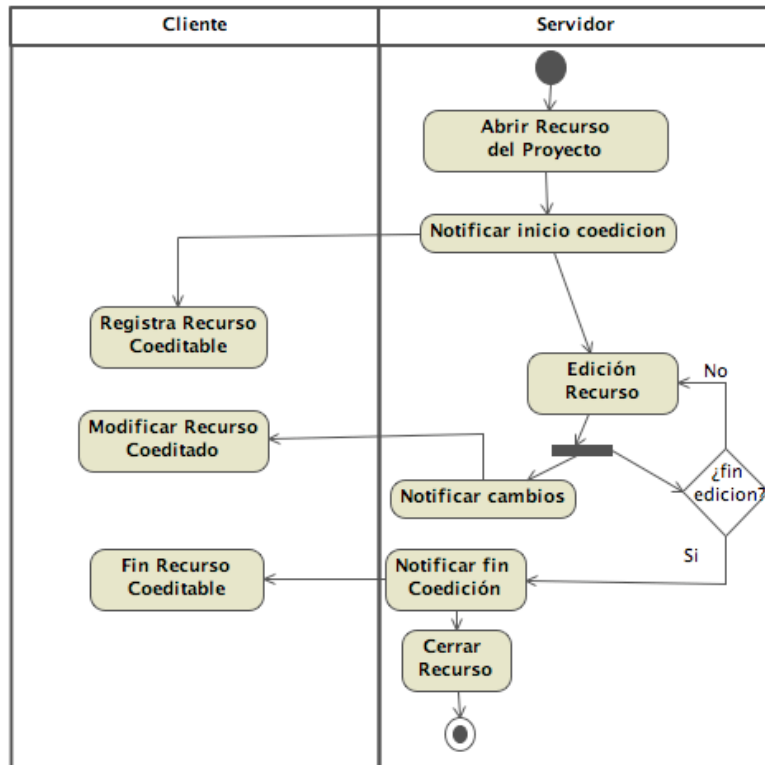 Cliente
Servidor
Abrir Recurso
del Proyecto
Notificar inicio coedicion
Registra Recurso
Coeditable
Edición
Recurso
No
Modificar Recurso
Coeditado
¿fin
edicion?
Notificar cambios
Si
Fin Recurso
Coeditable
Notificar fin
Coedición
Cerrar
Recurso